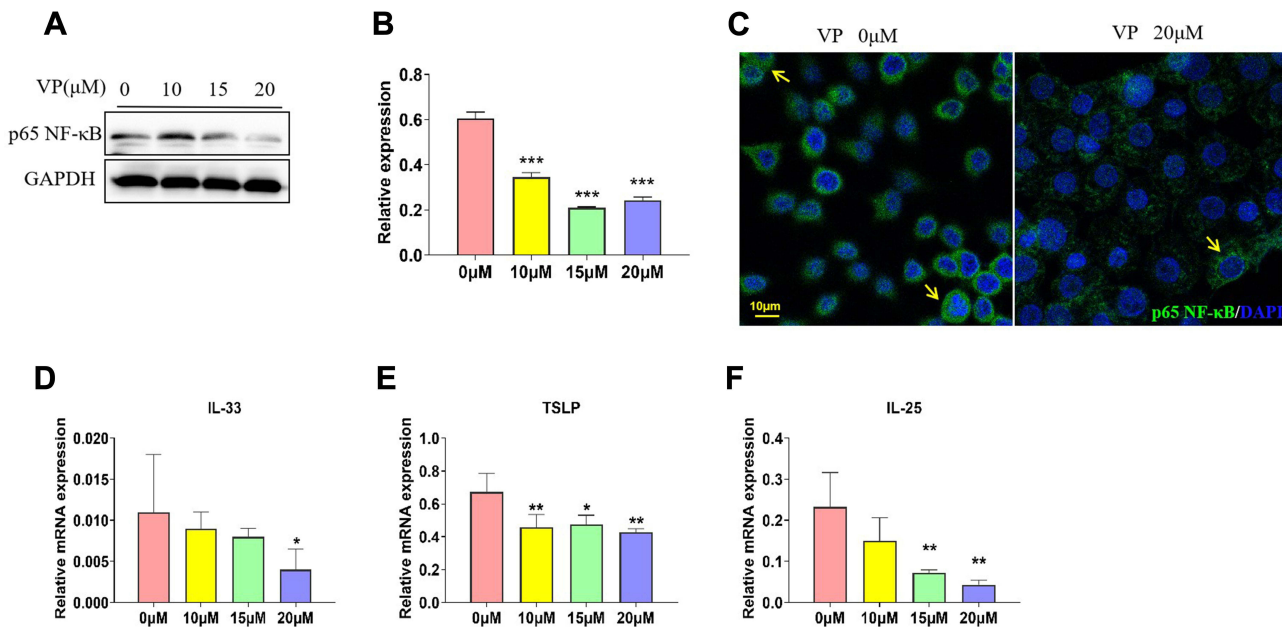 A
VP(μM) 0 10 15 20
p65 NF-κB
GAPDH
B
Relative expression
0.8
0.6
0.4
0.2
0.0
***
***
***
0μM 10μM 15μM 20μM
C
VP 0μM VP 20μM
10μm
p65 NF-κB/DAPI
D
IL-33
Relative mRNA expression
0.020
0.015
0.010
0.005
0.000
*
0μM 10μM 15μM 20μM
E
TSLP
Relative mRNA expression
1.0
0.8
0.6
0.4
0.2
0.0
** * **
0μM 10μM 15μM 20μM
F
IL-25
Relative mRNA expression
0.4
0.3
0.2
0.1
0.0
** **
0μM 10μM 15μM 20μM